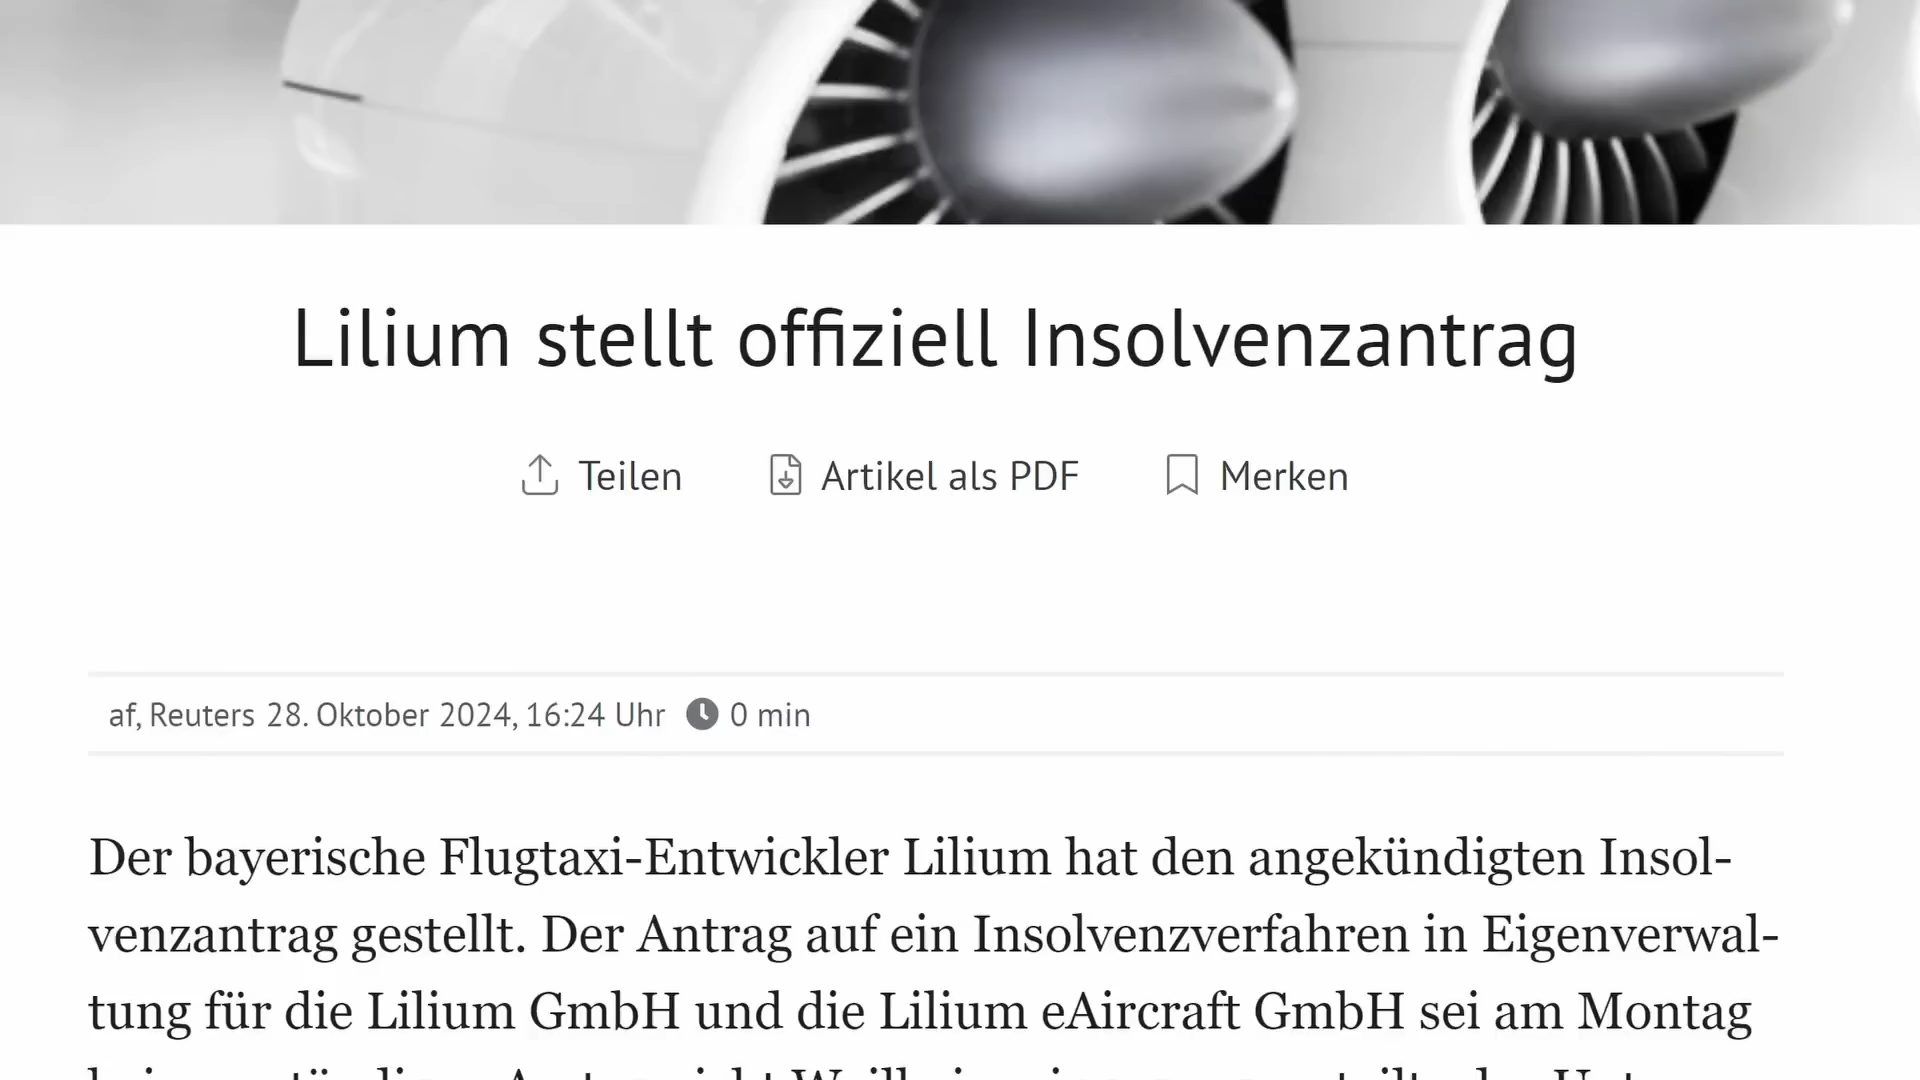 Lilium stellt offiziell Insolvenzantrag
Teilen Artikel als PDF Merken
af, Reuters 28. Oktober 2024, 16:24 Uhr 0 min
Der bayerische Flugtaxi-Entwickler Lilium hat den angekündigten Insol-
venzantrag gestellt. Der Antrag auf ein Insolvenzverfahren in Eigenverwal-
tung für die Lilium GmbH und die Lilium eAircraft GmbH sei am Montag